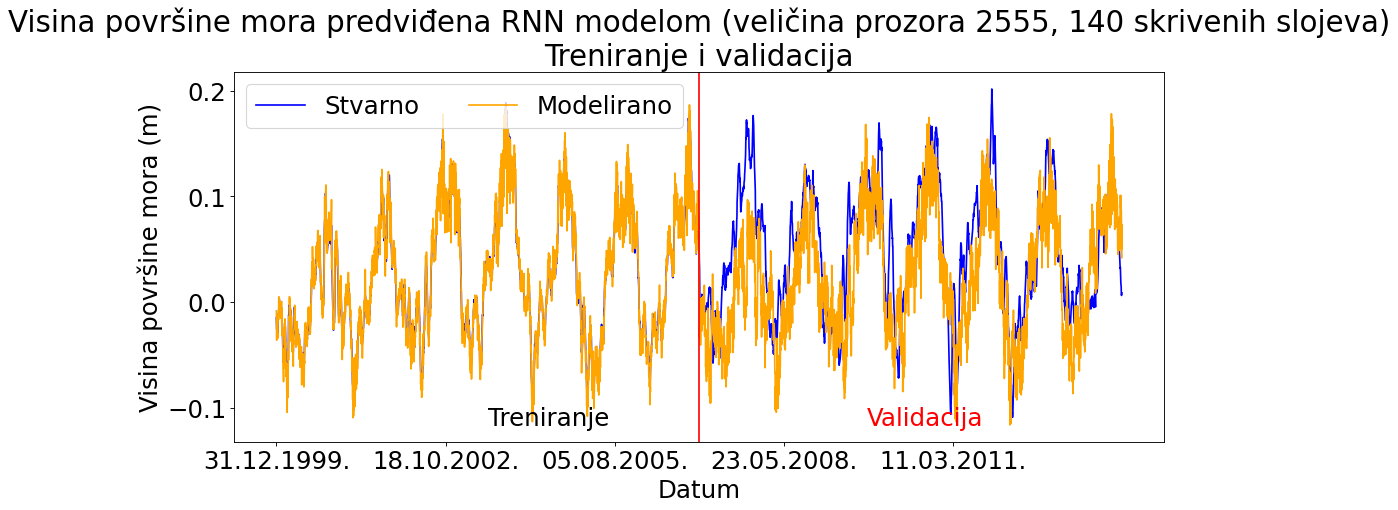 Visina površine mora predviđena RNN modelom (veličina prozora 2555, 140 skrivenih slojeva)
Treniranje i validacija
Stvarno
Modelirano
Visina površine mora (m)
0.2
0.1
0.0
−0.1
Treniranje
Validacija
31.12.1999.
18.10.2002.
05.08.2005.
23.05.2008.
11.03.2011.
Datum